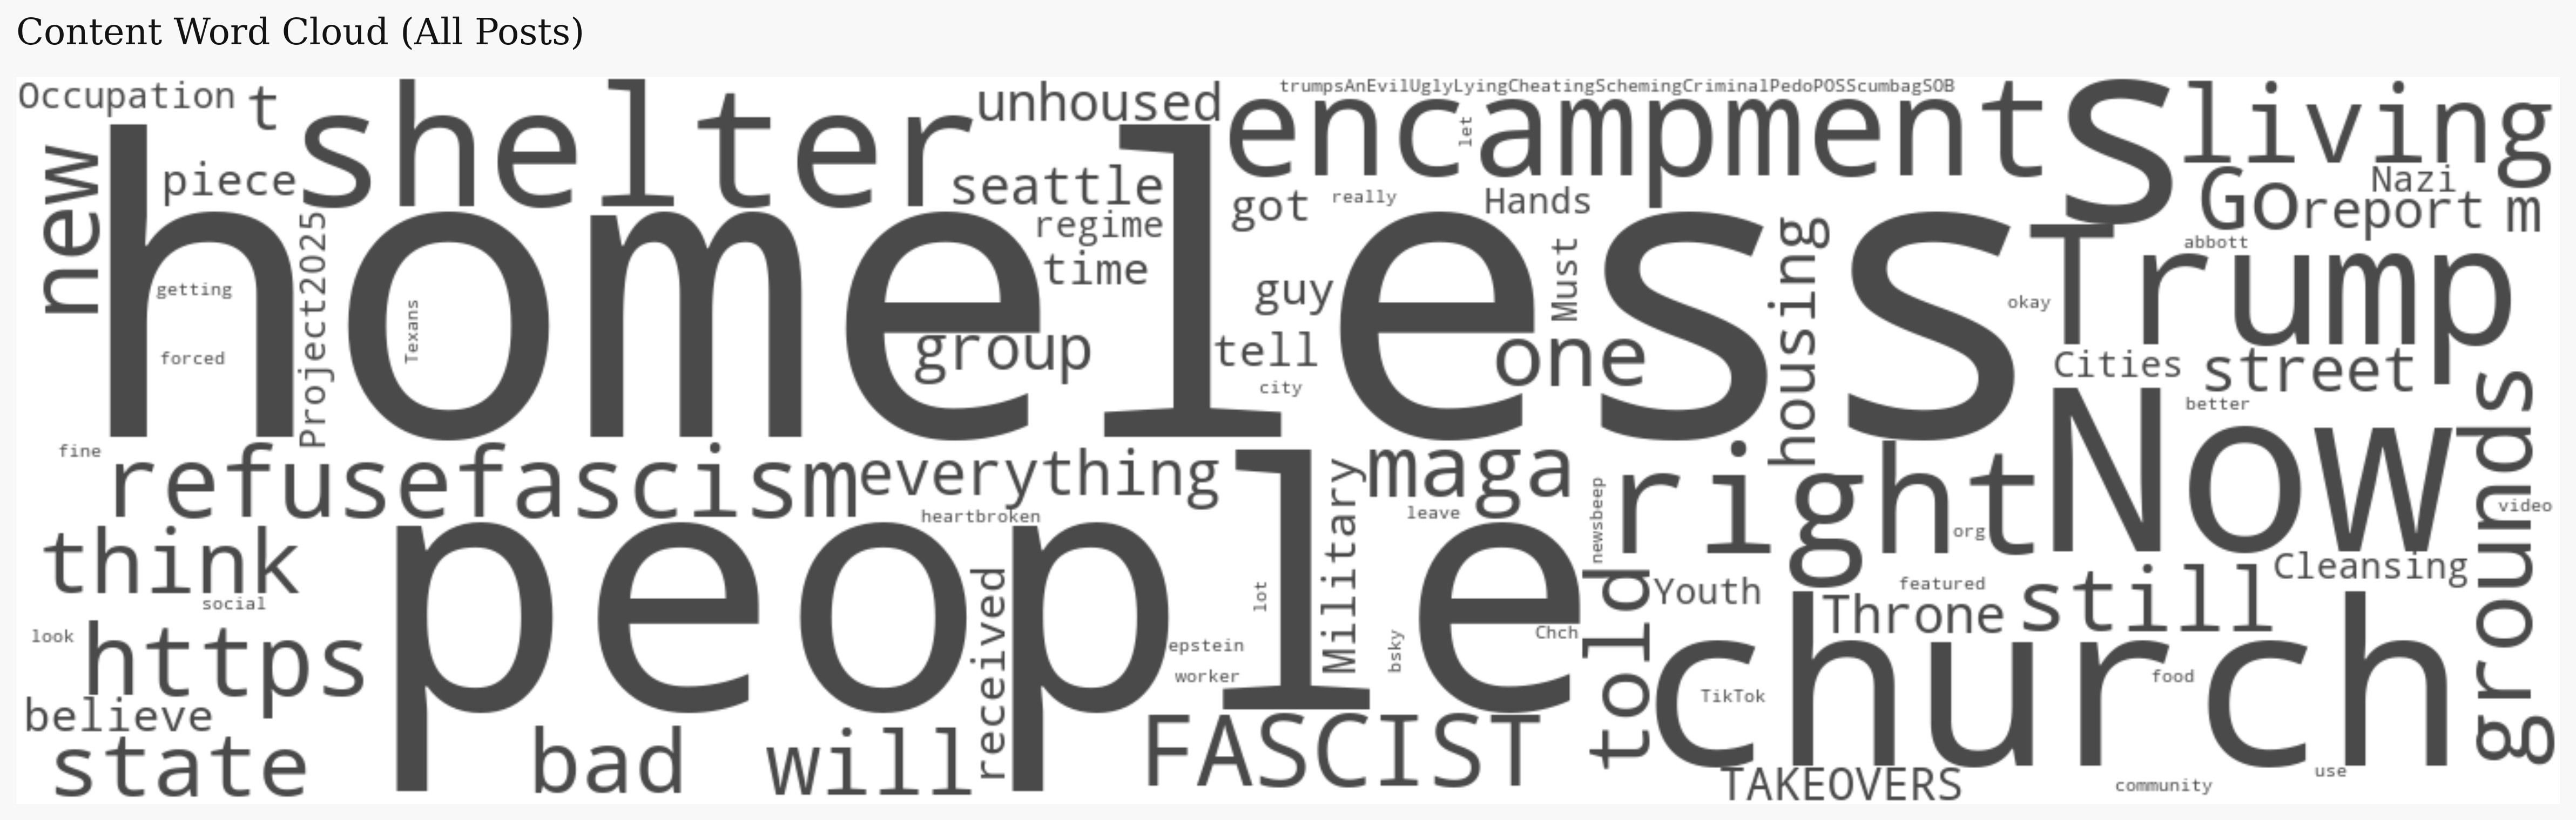 Content Word Cloud (All Posts)
Occupation
t
shelter
unhoused
trumpsAnEvilUglyLyingCheatingSchemingCriminalPedoPOSScumbagSOB
encampment
let
s
living
new
piece
seattle
got
really
Hands
Go
Nazi
report
m
homeless
regime
time
getting
forced
Project2025
Texans
group
guy
tell
city
Must
one
housing
okay
abbott
Trump
Cities
street
better
fine
refusefascism
everything
heartbroken
Military
maga
leave
newsbeep
right
org
Now
grounds
video
think
social
people
received
lot
bsky
Chch
told
Youth
featured
Throne
still
Cleansing
look
https
epstein
worker
TikTok
church
food
believe
state
bad
will
FASCIST
TAKEOVERS
community
use